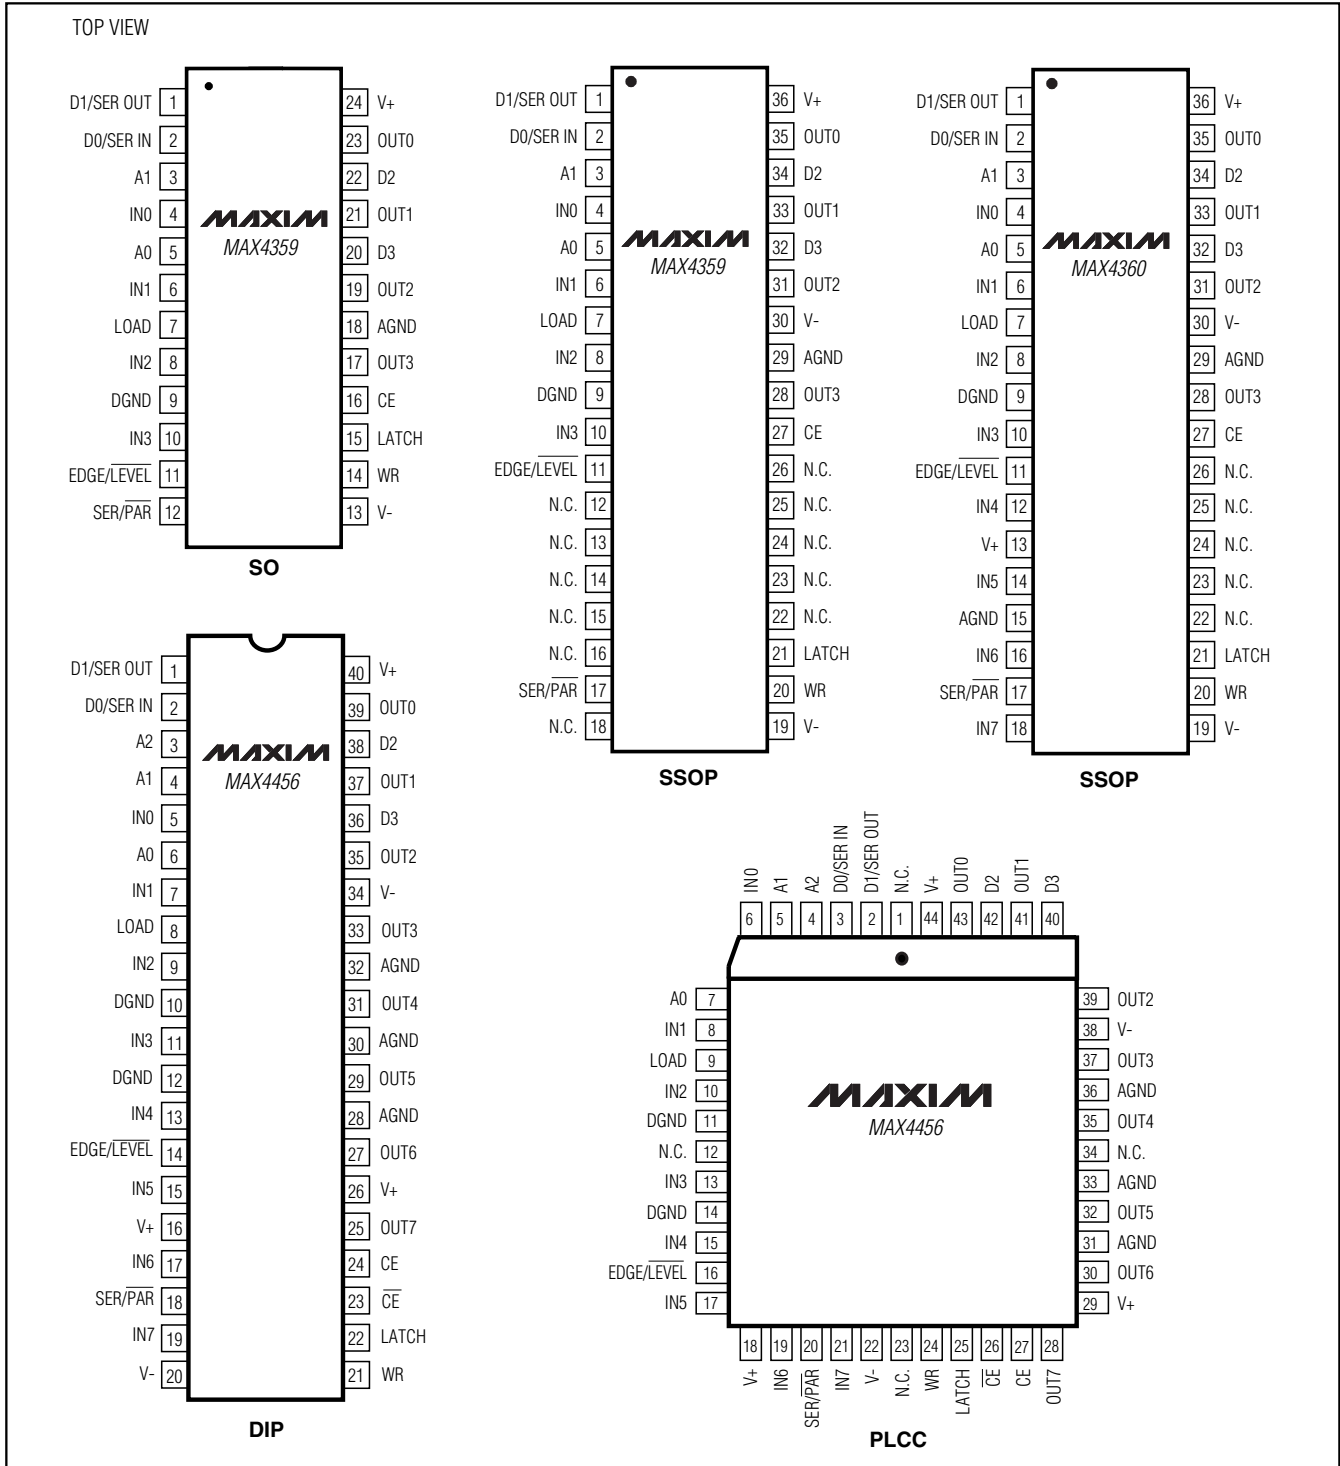 TOP VIEW
D1/SER OUT 1
D0/SER IN 2
A1 3
IN0 4
A0 5
IN1 6
LOAD 7
IN2 8
DGND 9
IN3 10
EDGE/LEVEL 11
SER/PAR 12
MAXIM
MAX4359
24 V+
23 OUT0
22 D2
21 OUT1
20 D3
19 OUT2
18 AGND
17 OUT3
16 CE
15 LATCH
14 WR
13 V-
SO
D1/SER OUT 1
D0/SER IN 2
A1 3
IN0 4
A0 5
IN1 6
LOAD 7
IN2 8
DGND 9
IN3 10
EDGE/LEVEL 11
N.C. 12
N.C. 13
N.C. 14
N.C. 15
N.C. 16
SER/PAR 17
N.C. 18
MAXIM
MAX4359
36 V+
35 OUT0
34 D2
33 OUT1
32 D3
31 OUT2
30 V-
29 AGND
28 OUT3
27 CE
26 N.C.
25 N.C.
24 N.C.
23 N.C.
22 N.C.
21 LATCH
20 WR
19 V-
SSOP
D1/SER OUT 1
D0/SER IN 2
A1 3
IN0 4
A0 5
IN1 6
LOAD 7
IN2 8
DGND 9
IN3 10
EDGE/LEVEL 11
IN4 12
V+ 13
IN5 14
AGND 15
IN6 16
SER/PAR 17
IN7 18
MAXIM
MAX4360
36 V+
35 OUT0
34 D2
33 OUT1
32 D3
31 OUT2
30 V-
29 AGND
28 OUT3
27 CE
26 N.C.
25 N.C.
24 N.C.
23 N.C.
22 N.C.
21 LATCH
20 WR
19 V-
SSOP
D1/SER OUT 1
D0/SER IN 2
A2 3
A1 4
IN0 5
A0 6
IN1 7
LOAD 8
IN2 9
DGND 10
IN3 11
DGND 12
IN4 13
EDGE/LEVEL 14
IN5 15
V+ 16
IN6 17
SER/PAR 18
IN7 19
V- 20
MAXIM
MAX4456
40 V+
39 OUT0
38 D2
37 OUT1
36 D3
35 OUT2
34 V-
33 OUT3
32 AGND
31 OUT4
30 AGND
29 OUT5
28 AGND
27 OUT6
26 V+
25 OUT7
24 CE
23 CE
22 LATCH
21 WR
DIP
IN0 A1 A2 D0/SER IN D1/SER OUT N.C. V+ OUT0 D2 OUT1 D3
6 5 4 3 2 1 44 43 42 41 40
A0 7
IN1 8
LOAD 9
IN2 10
DGND 11
N.C. 12
IN3 13
DGND 14
IN4 15
EDGE/LEVEL 16
IN5 17
MAXIM
MAX4456
39 OUT2
38 V-
37 OUT3
36 AGND
35 OUT4
34 N.C.
33 AGND
32 OUT5
31 AGND
30 OUT6
29 V+
18 19 20 21 22 23 24 25 26 27 28
V+ IN6 SER/PAR IN7 V- N.C. WR LATCH CE CE OUT7
PLCC